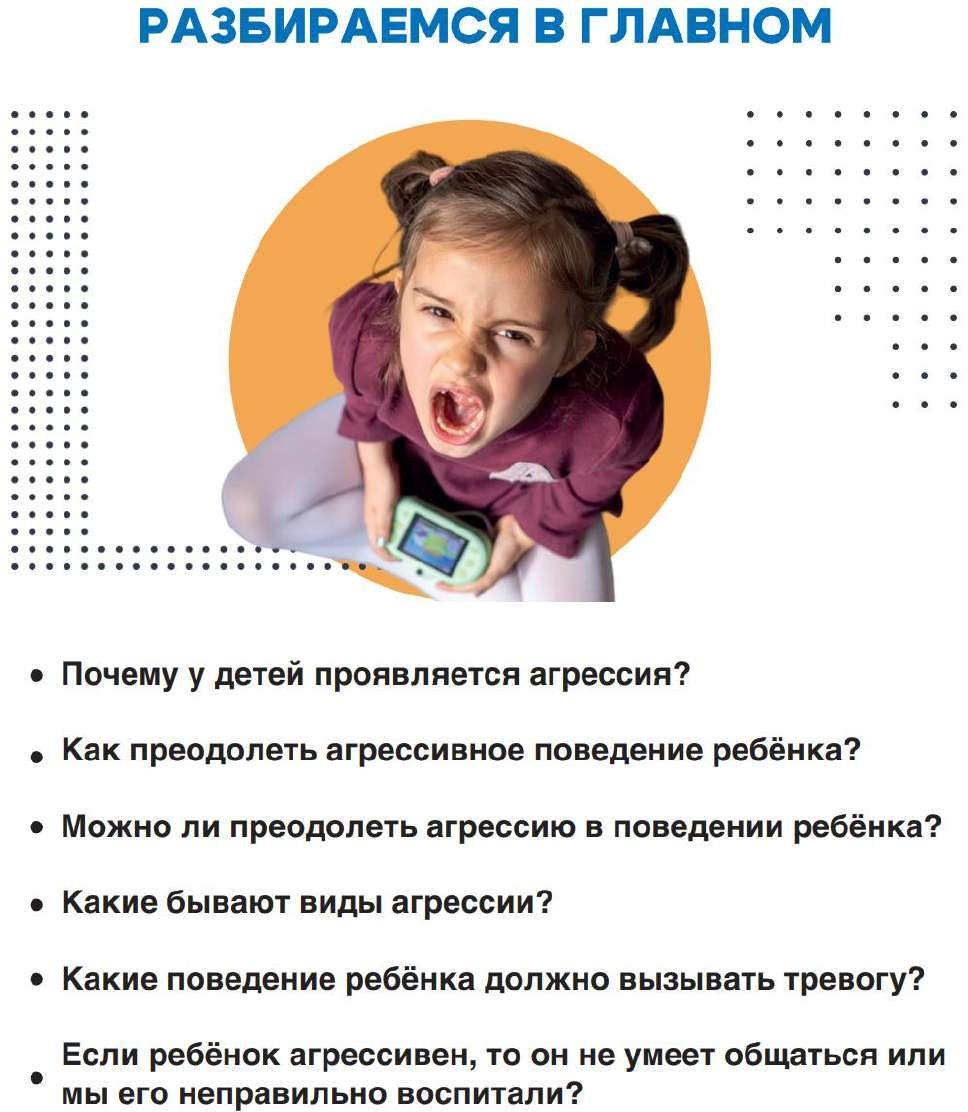 РАЗБИРАЕМСЯ В ГЛАВНОМ
• Почему у детей проявляется агрессия?
• Как преодолеть агрессивное поведение ребёнка?
• Можно ли преодолеть агрессию в поведении ребёнка?
• Какие бывают виды агрессии?
• Какие поведение ребёнка должно вызывать тревогу?
• Если ребёнок агрессивен, то он не умеет общаться или
мы его неправильно воспитали?